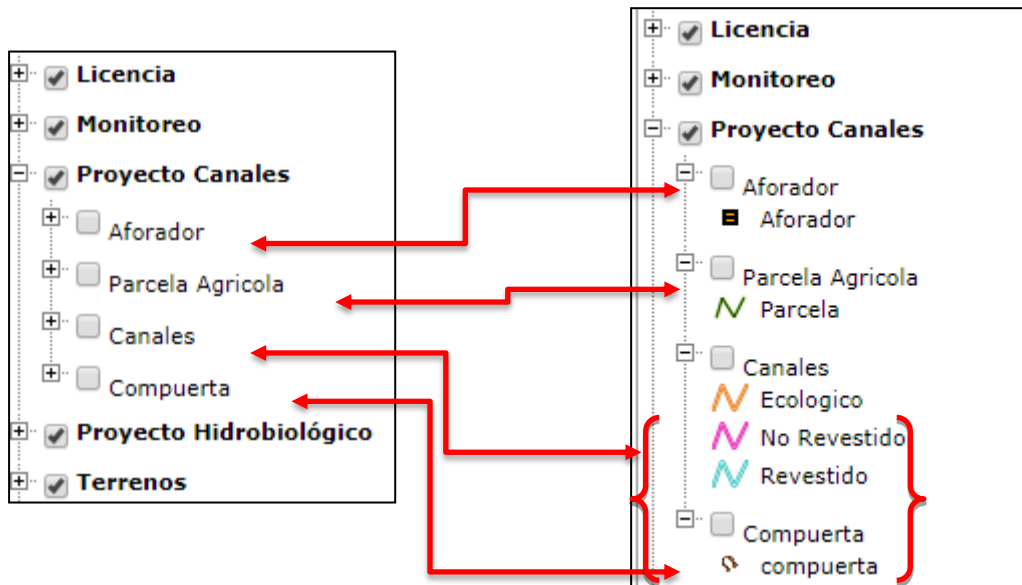 Licencia
Monitoreo
Proyecto Canales
Aforador
Parcela Agricola
Canales
Compuerta
Proyecto Hidrobiológico
Terrenos
Licencia
Monitoreo
Proyecto Canales
Aforador
Aforador
Parcela Agricola
Parcela
Canales
Ecologico
No Revestido
Revestido
Compuerta
compuerta